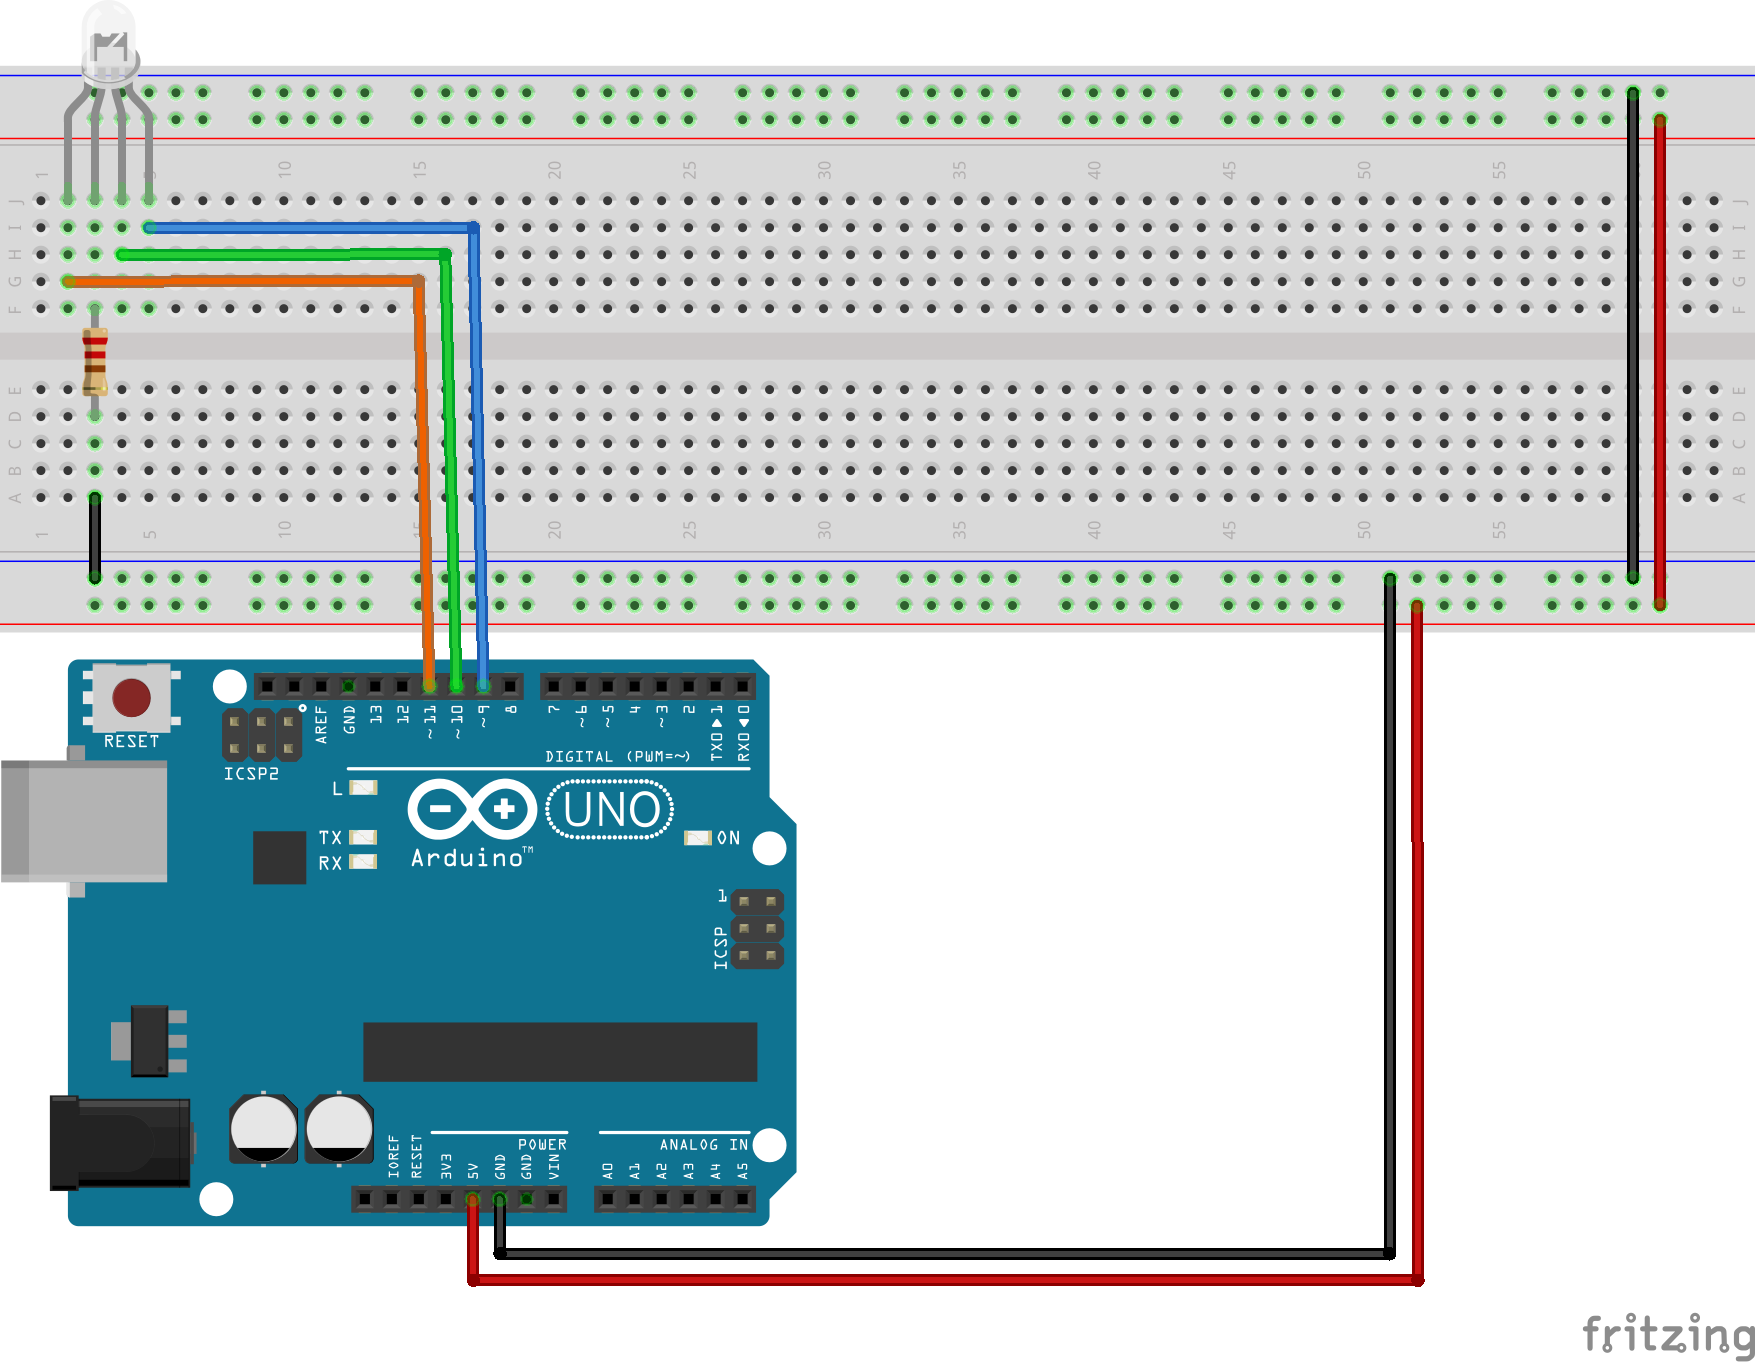 1 5 10 15 20 25 30 35 40 45 50 55
J J
I I
H H
G G
F F
E E
D D
C C
B B
A A
1 5 10 15 20 25 30 35 40 45 50 55
RESET
ICSP2
AREF
GND
13
12
~11
~10
~9
8
7
~6
~5
4
~3
2
TX0▶1
RX0◀0
DIGITAL (PWM=~)
L
TX
RX
UNO
ON
Arduino™
1
ICSP
IOREF
RESET
3V3
5V
GND
GND
VIN
POWER
ANALOG IN
A0
A1
A2
A3
A4
A5
fritzing